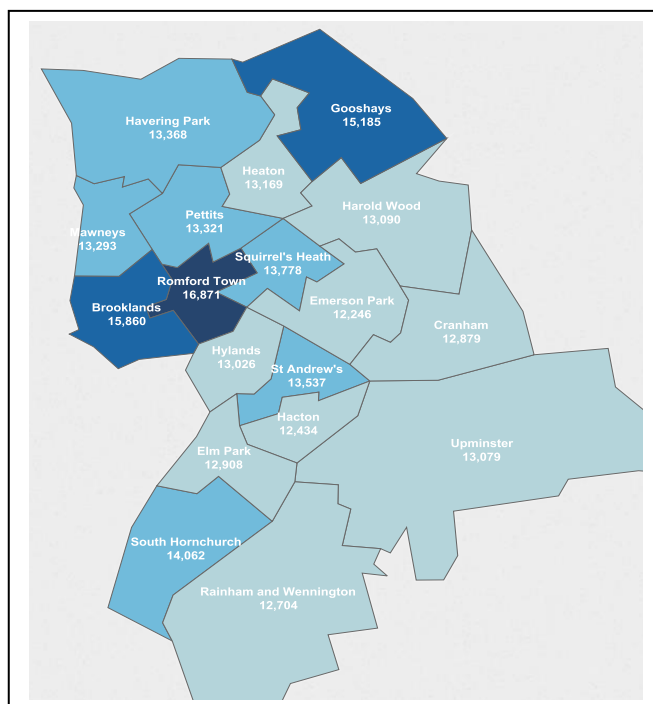 Gooshays
15,185
Havering Park
13,368
Heaton
13,169
Harold Wood
13,090
Pettits
13,321
Mawneys
13,293
Squirrel's Heath
13,778
Romford Town
16,871
Emerson Park
12,246
Brooklands
15,860
Cranham
12,879
Hylands
13,026
St Andrew's
13,537
Hacton
12,434
Upminster
13,079
Elm Park
12,908
South Hornchurch
14,062
Rainham and Wennington
12,704